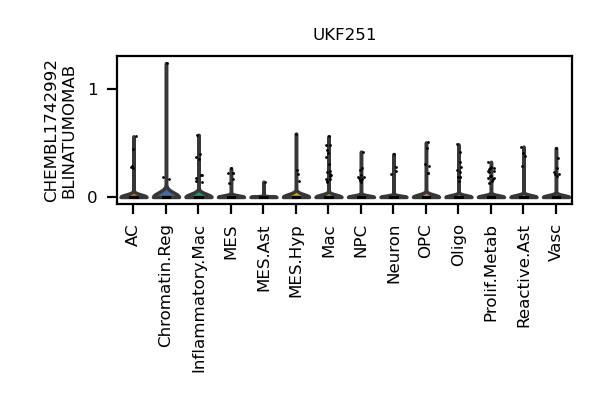 UKF251
CHEMBL1742992
BLINATUMOMAB
1
0
AC
Chromatin.Reg
Inflammatory.Mac
MES
MES.Ast
MES.Hyp
Mac
NPC
Neuron
OPC
Oligo
Prolif.Metab
Reactive.Ast
Vasc